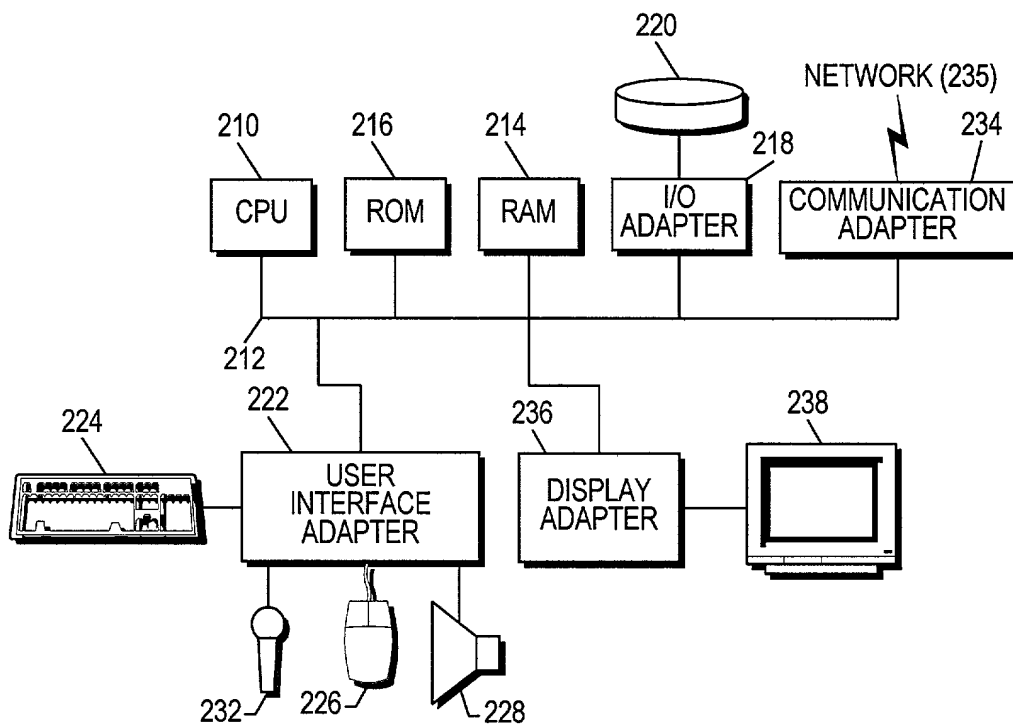 220
NETWORK (235)
210
216
214
218
234
CPU
ROM
RAM
I/O
ADAPTER
COMMUNICATION
ADAPTER
212
224
222
236
238
USER
INTERFACE
ADAPTER
DISPLAY
ADAPTER
232
226
228